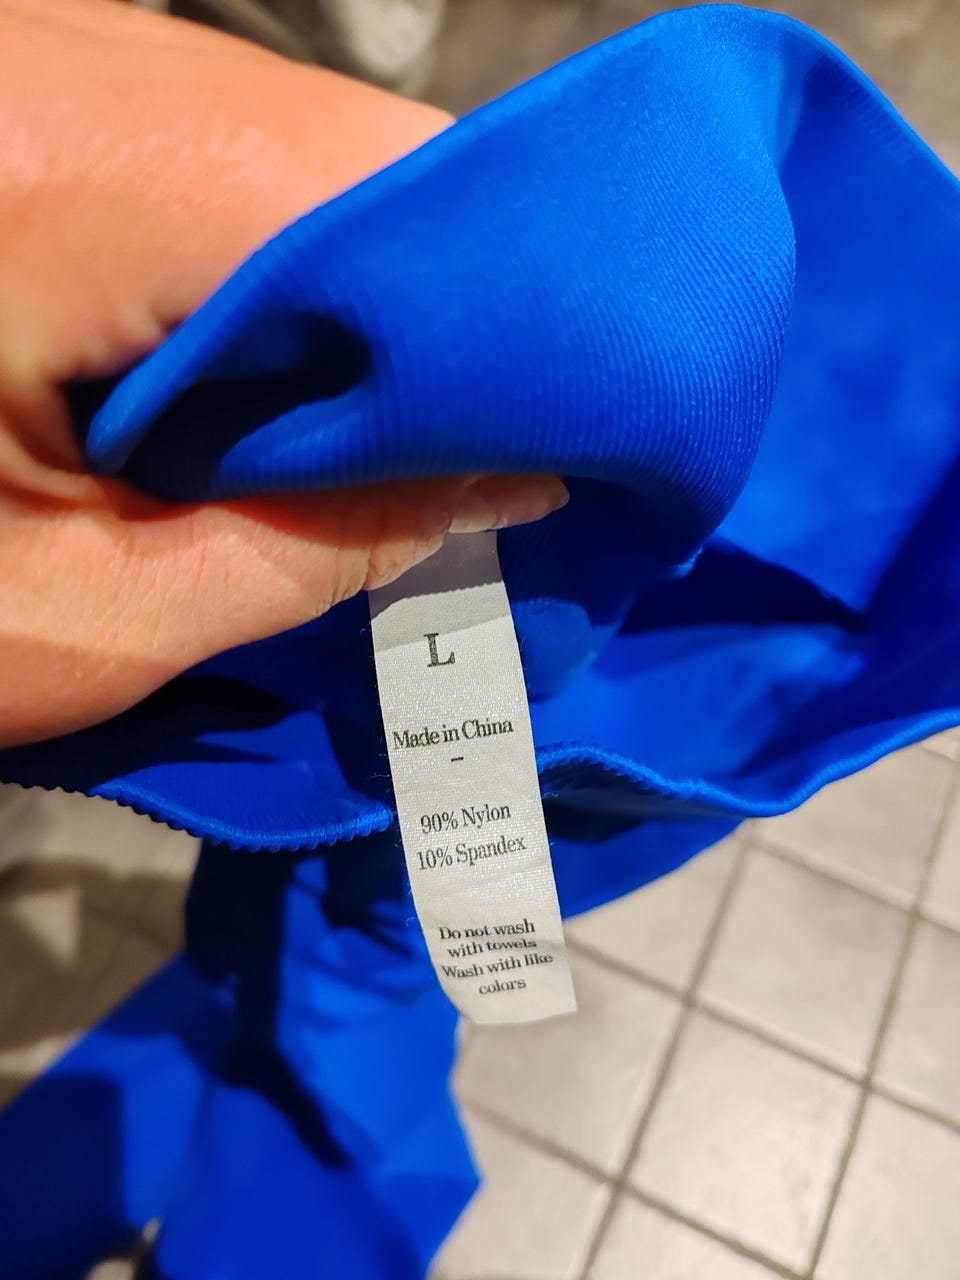 L
Made in China
-
90% Nylon
10% Spandex
Do not wash
with towels
Wash with like
colors